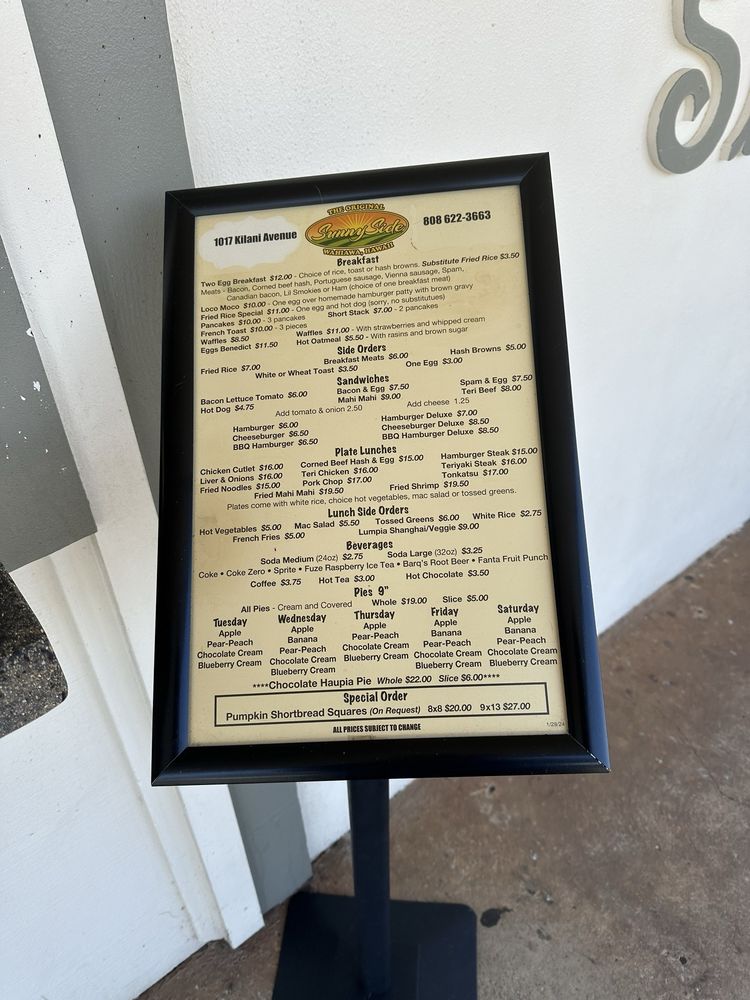 S
THE ORIGINAL
Sunny Side
WAHIAWA, HAWAII
1017 Kilani Avenue
808 622-3663
Breakfast
Two Egg Breakfast $12.00 - Choice of rice, toast or hash browns. Substitute Fried Rice $3.50
Meats - Bacon, Corned beef hash, Portuguese sausage, Vienna sausage, Spam,
Canadian bacon, Lil Smokies or Ham (choice of one breakfast meat)
Loco Moco $10.00 - One egg over homemade hamburger patty with brown gravy
Fried Rice Special $11.00 - One egg and hot dog (sorry, no substitutues)
Pancakes $10.00 - 3 pancakes Short Stack $7.00 - 2 pancakes
French Toast $10.00 - 3 pieces
Waffles $8.50 Waffles $11.00 - With strawberries and whipped cream
Eggs Benedict $11.50 Hot Oatmeal $5.50 - With rasins and brown sugar
Side Orders
Fried Rice $7.00 Breakfast Meats $6.00 Hash Browns $5.00
White or Wheat Toast $3.50 One Egg $3.00
Sandwiches
Bacon Lettuce Tomato $6.00 Bacon & Egg $7.50 Spam & Egg $7.50
Hot Dog $4.75 Mahi Mahi $9.00 Teri Beef $8.00
Add tomato & onion 2.50 Add cheese 1.25
Hamburger $6.00 Hamburger Deluxe $7.00
Cheeseburger $6.50 Cheeseburger Deluxe $8.50
BBQ Hamburger $6.50 BBQ Hamburger Deluxe $8.50
Plate Lunches
Chicken Cutlet $16.00 Corned Beef Hash & Egg $15.00 Hamburger Steak $15.00
Liver & Onions $16.00 Teri Chicken $16.00 Teriyaki Steak $16.00
Fried Noodles $15.00 Pork Chop $17.00 Tonkatsu $17.00
Fried Mahi Mahi $19.50 Fried Shrimp $19.50
Plates come with white rice, choice hot vegetables, mac salad or tossed greens.
Lunch Side Orders
Hot Vegetables $5.00 Mac Salad $5.50 Tossed Greens $6.00 White Rice $2.75
French Fries $5.00 Lumpia Shanghai/Veggie $9.00
Beverages
Soda Medium (24oz) $2.75 Soda Large (32oz) $3.25
Coke • Coke Zero • Sprite • Fuze Raspberry Ice Tea • Barq's Root Beer • Fanta Fruit Punch
Coffee $3.75 Hot Tea $3.00 Hot Chocolate $3.50
Pies 9"
All Pies - Cream and Covered Whole $19.00 Slice $5.00
Tuesday Wednesday Thursday Friday Saturday
Apple Apple Apple Apple Apple
Pear-Peach Banana Pear-Peach Banana Banana
Chocolate Cream Pear-Peach Chocolate Cream Pear-Peach Pear-Peach
Blueberry Cream Chocolate Cream Blueberry Cream Chocolate Cream Chocolate Cream
Blueberry Cream Blueberry Cream Blueberry Cream
****Chocolate Haupia Pie Whole $22.00 Slice $6.00****
Special Order
Pumpkin Shortbread Squares (On Request) 8x8 $20.00 9x13 $27.00
ALL PRICES SUBJECT TO CHANGE
1/28/24